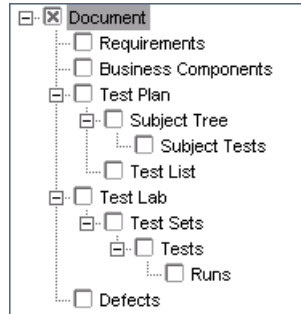 Document
Requirements
Business Components
Test Plan
Subject Tree
Subject Tests
Test List
Test Lab
Test Sets
Tests
Runs
Defects